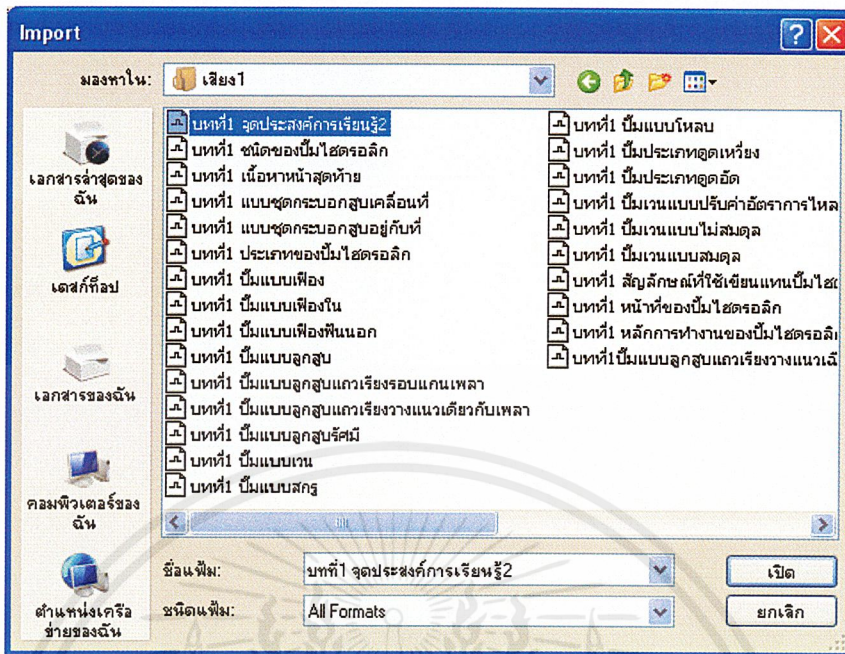 Import
มองหาใน:
เสียง1
เอกสารล่าสุดของ
ฉัน
เดสก์ท็อป
เอกสารของฉัน
คอมพิวเตอร์ของ
ฉัน
ตำแหน่งเครือ
ข่ายของฉัน
บทที่1 จุดประสงค์การเรียนรู้2
บทที่1 ชนิดของปั๊มไฮดรอลิก
บทที่1 เนื้อหาหน้าสุดท้าย
บทที่1 แบบชุดกระบอกสูบเคลื่อนที่
บทที่1 แบบชุดกระบอกสูบอยู่กับที่
บทที่1 ประเภทของปั๊มไฮดรอลิก
บทที่1 ปั๊มแบบเฟือง
บทที่1 ปั๊มแบบเฟืองใน
บทที่1 ปั๊มแบบเฟืองฟันนอก
บทที่1 ปั๊มแบบลูกสูบ
บทที่1 ปั๊มแบบลูกสูบแถวเรียงรอบแกนเพลา
บทที่1 ปั๊มแบบลูกสูบแถวเรียงวางแนวเดียวกับเพลา
บทที่1 ปั๊มแบบลูกสูบรัศมี
บทที่1 ปั๊มแบบเวน
บทที่1 ปั๊มแบบสกรู
บทที่1 ปั๊มแบบโหลบ
บทที่1 ปั๊มประเภทดูดเหวี่ยง
บทที่1 ปั๊มประเภทดูดอัด
บทที่1 ปั๊มเวนแบบปรับค่าอัตราการไหล
บทที่1 ปั๊มเวนแบบไม่สมดุล
บทที่1 ปั๊มเวนแบบสมดุล
บทที่1 สัญลักษณ์ที่ใช้เขียนแทนปั๊มไฮ
บทที่1 หน้าที่ของปั๊มไฮดรอลิก
บทที่1 หลักการทำงานของปั๊มไฮดรอลิ
บทที่1ปั๊มแบบลูกสูบแถวเรียงวางแนวเ
ชื่อแฟ้ม:
บทที่1 จุดประสงค์การเรียนรู้2
เปิด
ชนิดแฟ้ม:
All Formats
ยกเลิก